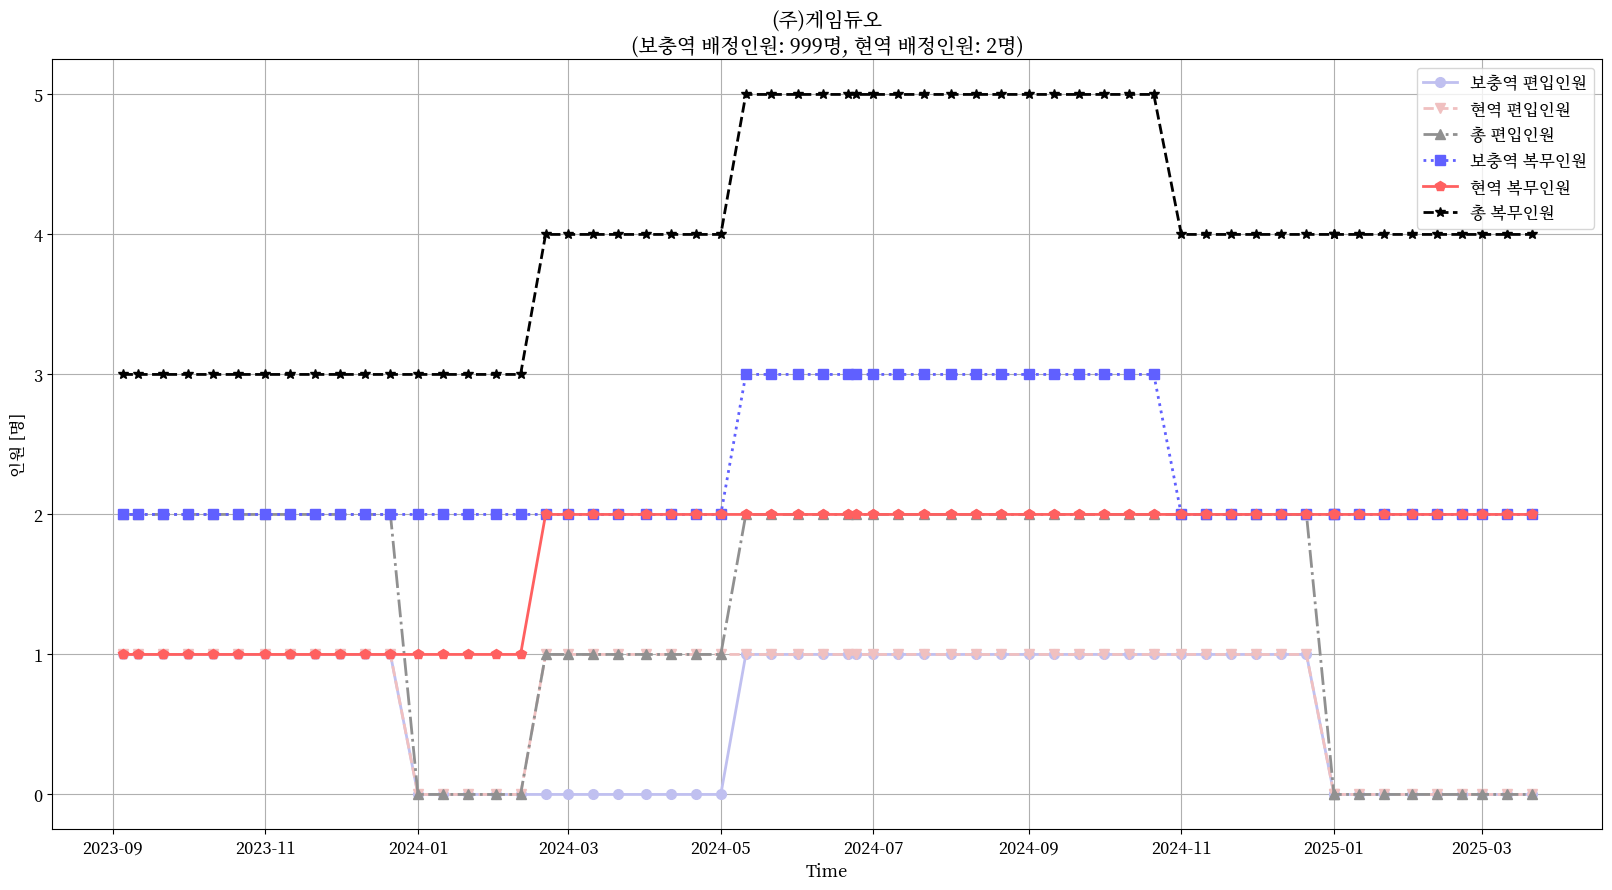 (주)게임듀오
(보충역 배정인원: 999명, 현역 배정인원: 2명)
보충역 편입인원
현역 편입인원
총 편입인원
보충역 복무인원
현역 복무인원
총 복무인원
인원 [명]
5
4
3
2
1
0
2023-09 2023-11 2024-01 2024-03 2024-05 2024-07 2024-09 2024-11 2025-01 2025-03
Time